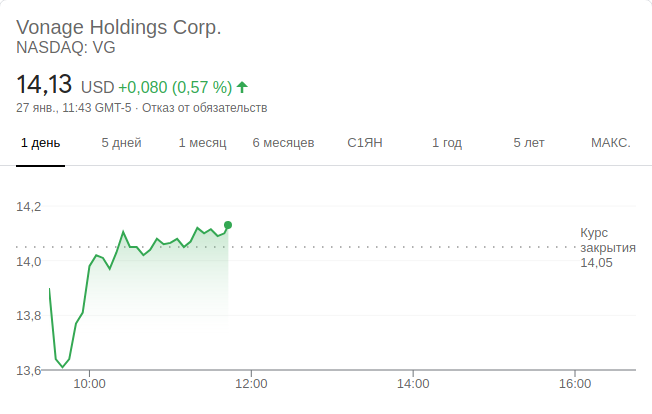 Vonage Holdings Corp.
NASDAQ: VG
14,13 USD +0,080 (0,57 %)
27 янв., 11:43 GMT-5 · Отказ от обязательств
1 день 5 дней 1 месяц 6 месяцев С1ЯН 1 год 5 лет МАКС.
14,2
Курс
закрытия
14,05
14,0
13,8
13,6
10:00 12:00 14:00 16:00